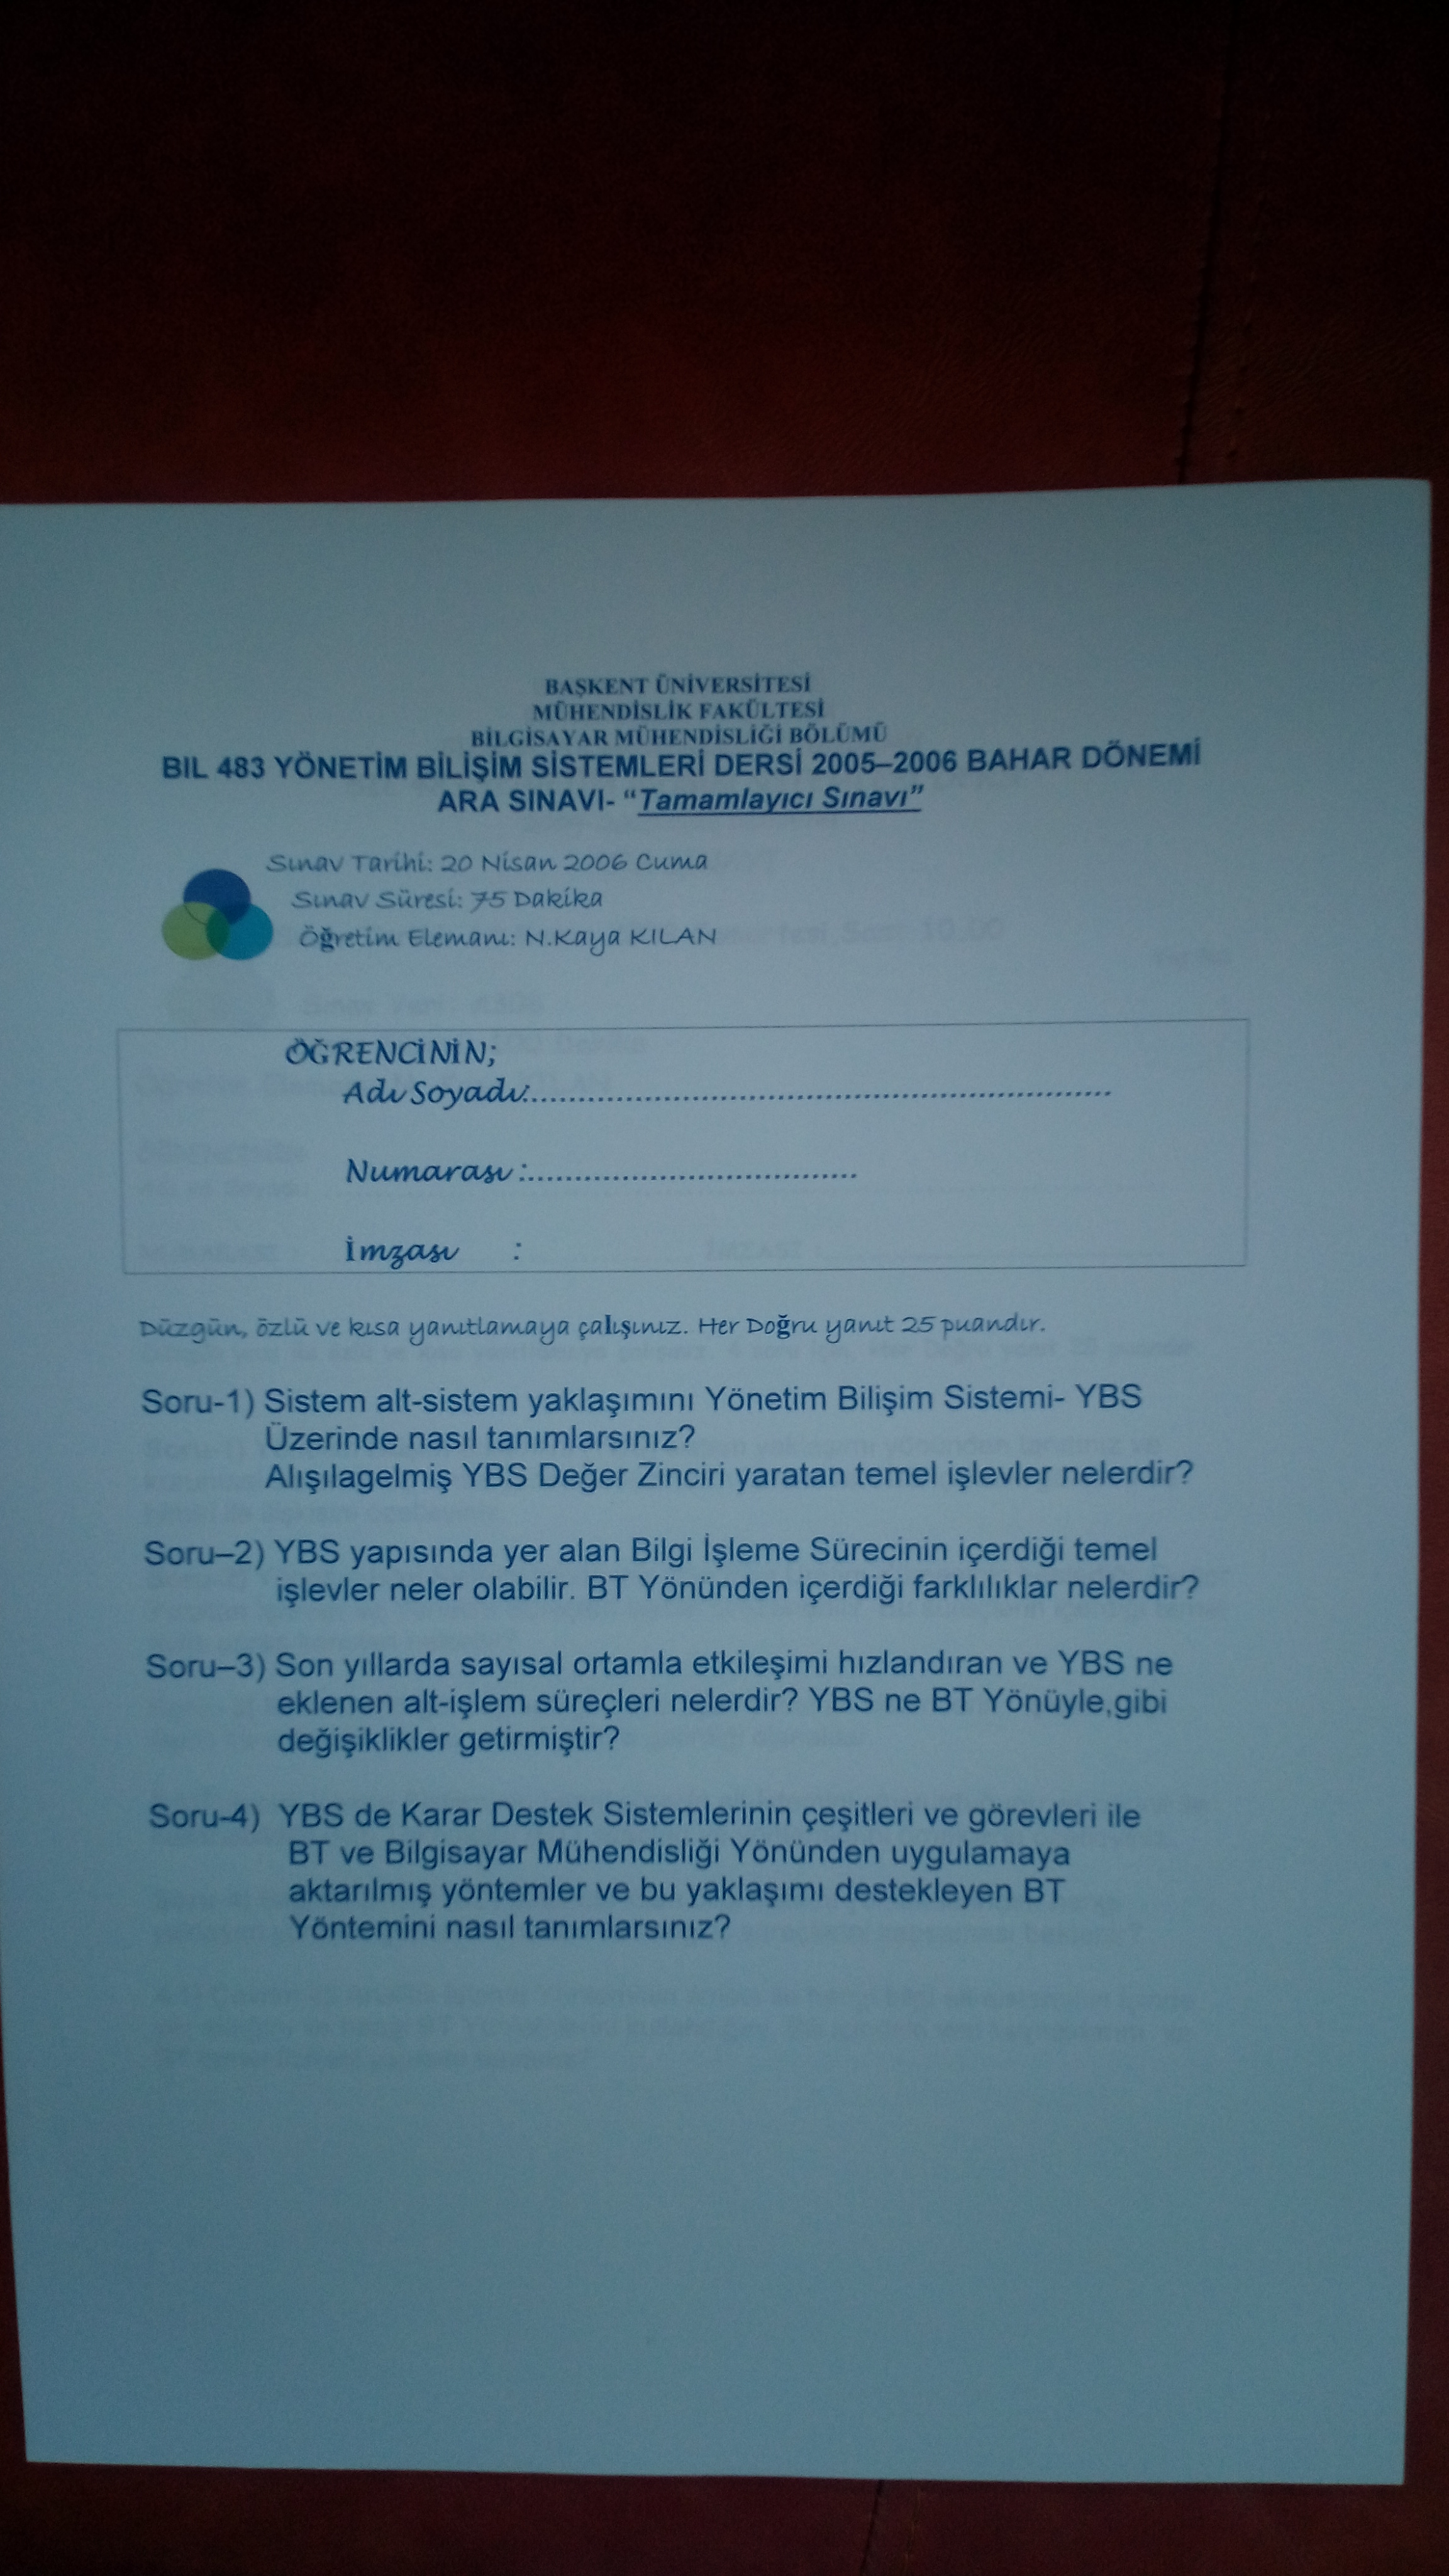 BAŞKENT ÜNİVERSİTESİ
MÜHENDİSLİK FAKÜLTESİ
BİLGİSAYAR MÜHENDİSLİĞİ BÖLÜMÜ
BIL 483 YÖNETİM BİLİŞİM SİSTEMLERİ DERSİ 2005–2006 BAHAR DÖNEMİ
ARA SINAVI- “Tamamlayıcı Sınavı”
Sınav Tarihi: 20 Nisan 2006 Cuma
Sınav Süresi: 75 Dakika
Öğretim Elemanı: N.Kaya KILAN
ÖĞRENCİNİN;
Adı Soyadı:..............................................................
Numarası :...................................
İmzası :
Düzgün, özlü ve kısa yanıtlamaya çalışınız. Her Doğru yanıt 25 puandır.
Soru-1) Sistem alt-sistem yaklaşımını Yönetim Bilişim Sistemi- YBS
Üzerinde nasıl tanımlarsınız?
Alışılagelmiş YBS Değer Zinciri yaratan temel işlevler nelerdir?
Soru–2) YBS yapısında yer alan Bilgi İşleme Sürecinin içerdiği temel
işlevler neler olabilir. BT Yönünden içerdiği farklılıklar nelerdir?
Soru–3) Son yıllarda sayısal ortamla etkileşimi hızlandıran ve YBS ne
eklenen alt-işlem süreçleri nelerdir? YBS ne BT Yönüyle,gibi
değişiklikler getirmiştir?
Soru-4) YBS de Karar Destek Sistemlerinin çeşitleri ve görevleri ile
BT ve Bilgisayar Mühendisliği Yönünden uygulamaya
aktarılmış yöntemler ve bu yaklaşımı destekleyen BT
Yöntemini nasıl tanımlarsınız?